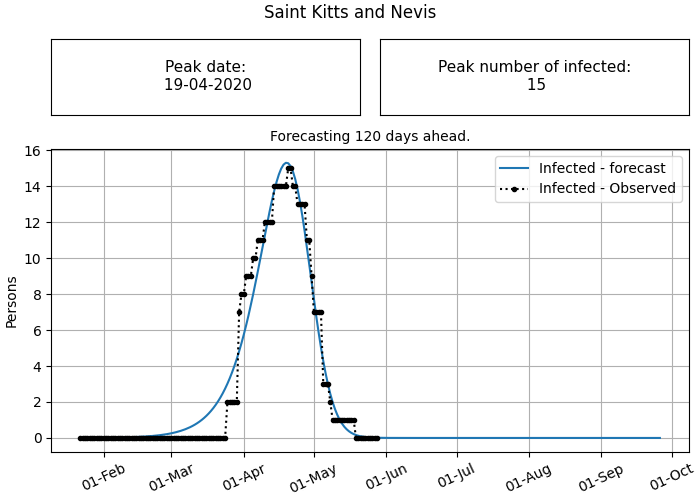 Saint Kitts and Nevis
Peak date:
19-04-2020
Peak number of infected:
15
Forecasting 120 days ahead.
Infected - forecast
Infected - Observed
Persons
16
14
12
10
8
6
4
2
0
01-Feb
01-Mar
01-Apr
01-May
01-Jun
01-Jul
01-Aug
01-Sep
01-Oct